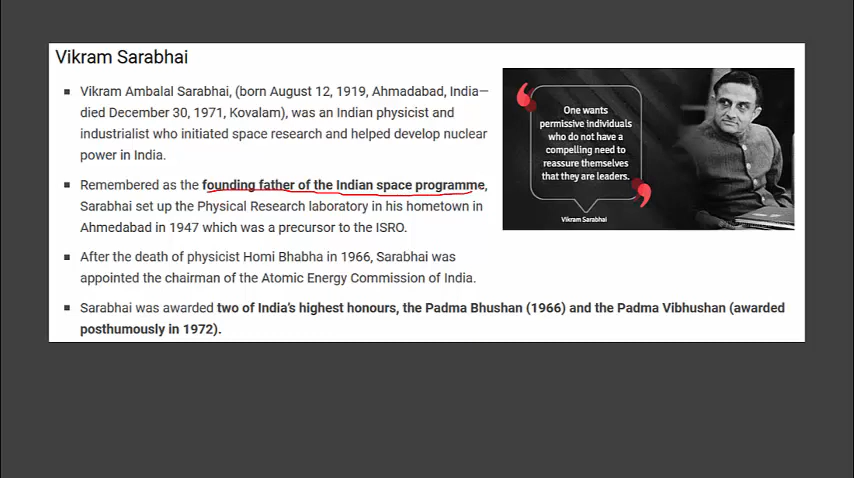 Vikram Sarabhai
▪ Vikram Ambalal Sarabhai, (born August 12, 1919, Ahmadabad, India—
died December 30, 1971, Kovalam), was an Indian physicist and
industrialist who initiated space research and helped develop nuclear
power in India.
▪ Remembered as the founding father of the Indian space programme,
Sarabhai set up the Physical Research laboratory in his hometown in
Ahmedabad in 1947 which was a precursor to the ISRO.
▪ After the death of physicist Homi Bhabha in 1966, Sarabhai was
appointed the chairman of the Atomic Energy Commission of India.
▪ Sarabhai was awarded two of India's highest honours, the Padma Bhushan (1966) and the Padma Vibhushan (awarded
posthumously in 1972).
One wants
permissive individuals
who do not have a
compelling need to
reassure themselves
that they are leaders.
Vikram Sarabhai